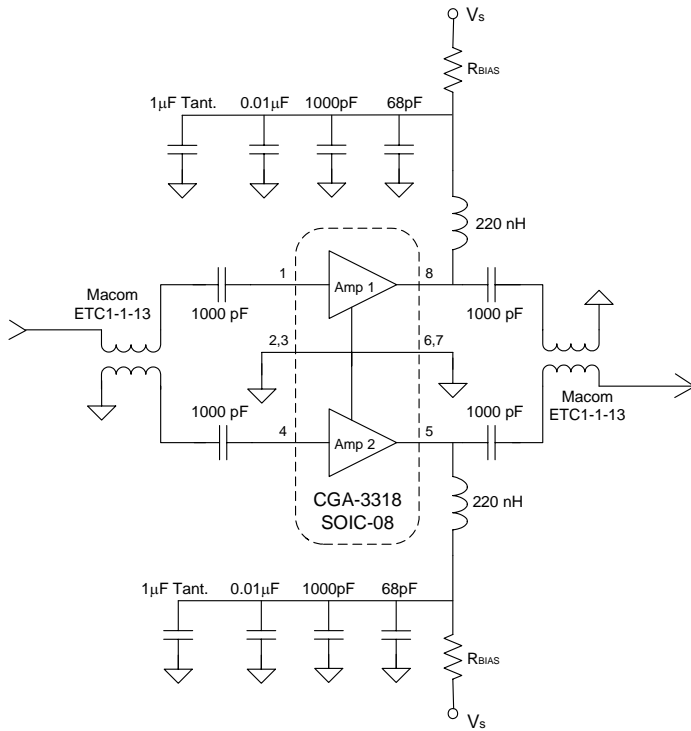 Vs
RBIAS
1µF Tant. 0.01µF 1000pF 68pF
220 nH
1 Amp 1 8
Macom
ETC1-1-13
1000 pF 1000 pF
2,3 6,7
1000 pF 1000 pF
Macom
ETC1-1-13
4 Amp 2 5
CGA-3318
SOIC-08
220 nH
1µF Tant. 0.01µF 1000pF 68pF
RBIAS
Vs